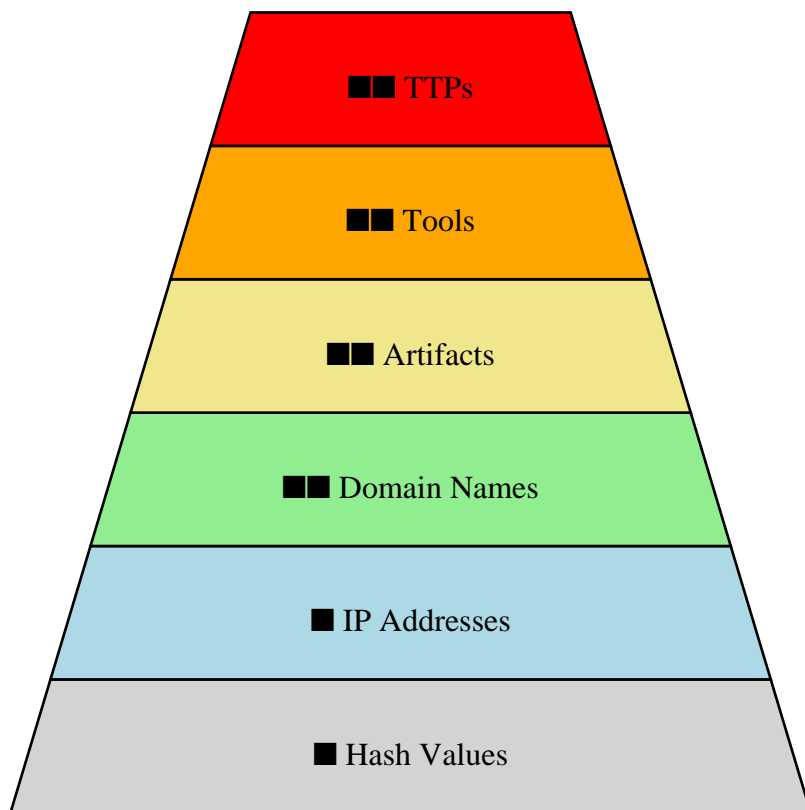 ■■ TTPs
■■ Tools
■■ Artifacts
■■ Domain Names
■ IP Addresses
■ Hash Values